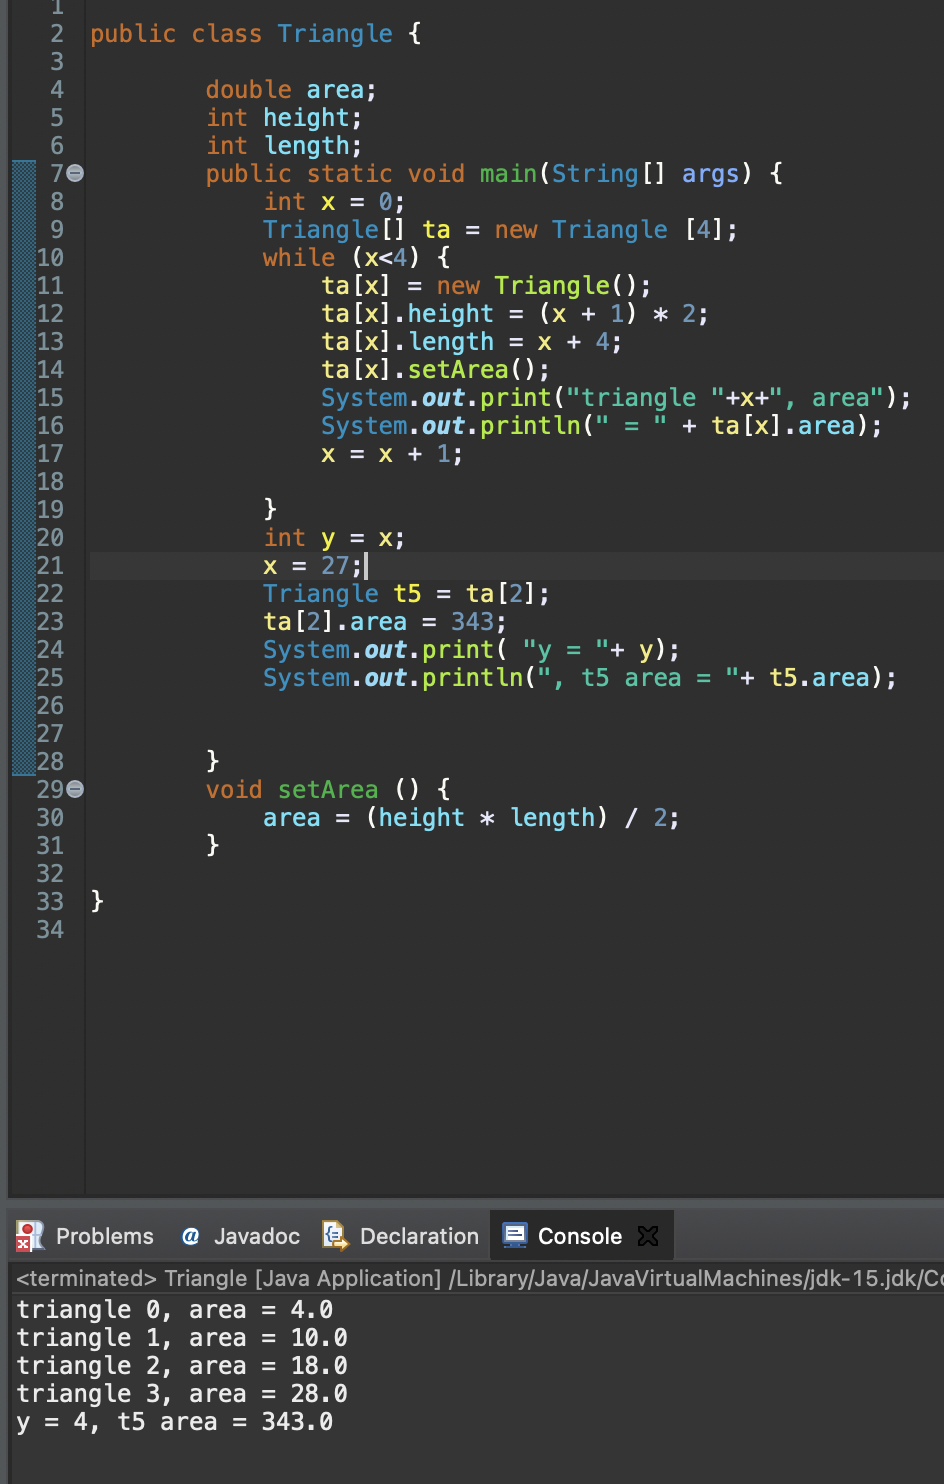 1
2 public class Triangle {
3
4 double area;
5 int height;
6 int length;
7 public static void main(String[] args) {
8 int x = 0;
9 Triangle[] ta = new Triangle [4];
10 while (x<4) {
11 ta[x] = new Triangle();
12 ta[x].height = (x + 1) * 2;
13 ta[x].length = x + 4;
14 ta[x].setArea();
15 System.out.print("triangle "+x+", area");
16 System.out.println(" = " + ta[x].area);
17 x = x + 1;
18
19 }
20 int y = x;
21 x = 27;
22 Triangle t5 = ta[2];
23 ta[2].area = 343;
24 System.out.print( "y = "+ y);
25 System.out.println(", t5 area = "+ t5.area);
26
27
28 }
29 void setArea () {
30 area = (height * length) / 2;
31 }
32
33 }
34
Problems @ Javadoc Declaration Console
<terminated> Triangle [Java Application] /Library/Java/JavaVirtualMachines/jdk-15.jdk/Co
triangle 0, area = 4.0
triangle 1, area = 10.0
triangle 2, area = 18.0
triangle 3, area = 28.0
y = 4, t5 area = 343.0